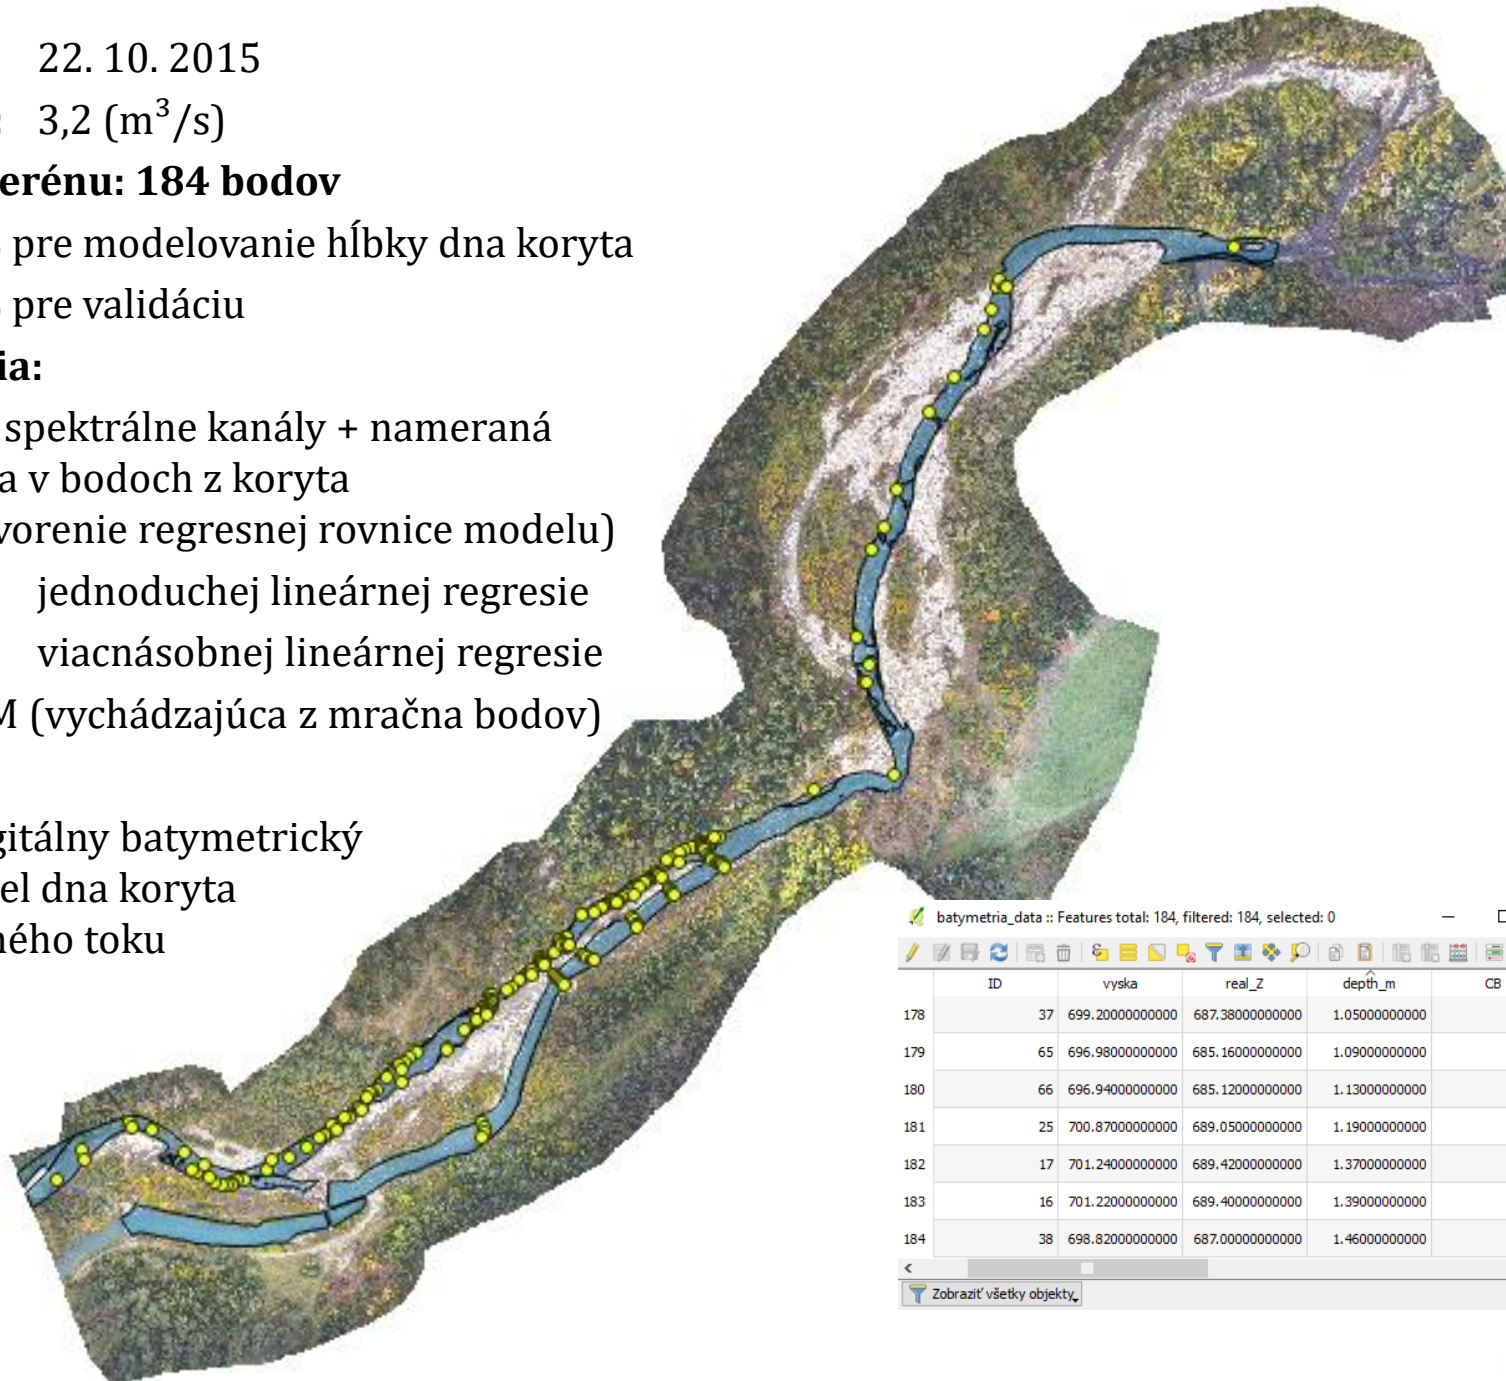 22. 10. 2015
: 3,2 (m³/s)
erénu: 184 bodov
pre modelovanie hĺbky dna koryta
pre validáciu
ia:
spektrálne kanály + nameraná
a v bodoch z koryta
vorenie regresnej rovnice modelu)
jednoduchej lineárnej regresie
viacnásobnej lineárnej regresie
M (vychádzajúca z mračna bodov)
gitálny batymetrický
el dna koryta
ného toku
batymetria_data :: Features total: 184, filtered: 184, selected: 0
ID vyska real_Z depth_m CB
178 37 699.20000000000 687.38000000000 1.05000000000
179 65 696.98000000000 685.16000000000 1.09000000000
180 66 696.94000000000 685.12000000000 1.13000000000
181 25 700.87000000000 689.05000000000 1.19000000000
182 17 701.24000000000 689.42000000000 1.37000000000
183 16 701.22000000000 689.40000000000 1.39000000000
184 38 698.82000000000 687.00000000000 1.46000000000
Zobraziť všetky objekty